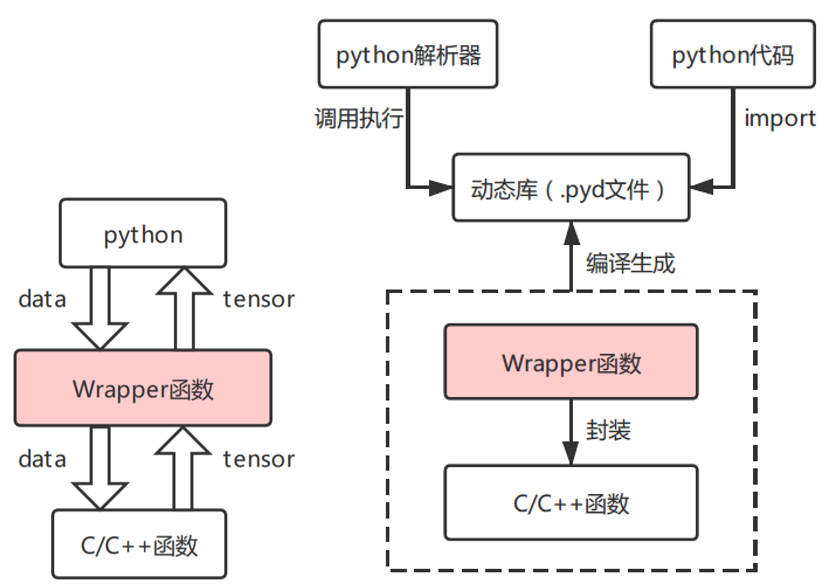 python解析器
python代码
调用执行
import
动态库（.pyd文件）
编译生成
python
data
tensor
Wrapper函数
data
tensor
C/C++函数
Wrapper函数
封装
C/C++函数